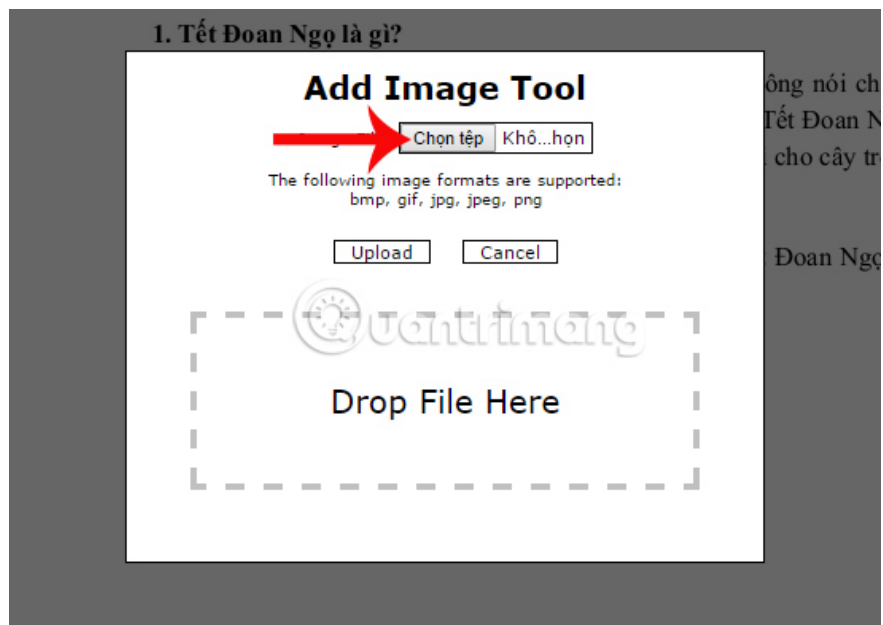 1. Tết Đoan Ngọ là gì?
Add Image Tool
Chọn tệp Khô...họn
The following image formats are supported:
bmp, gif, jpg, jpeg, png
Upload Cancel
Quantrimang
Drop File Here
ông nói ch
Tết Đoan N
cho cây tr
Đoan Ngọ